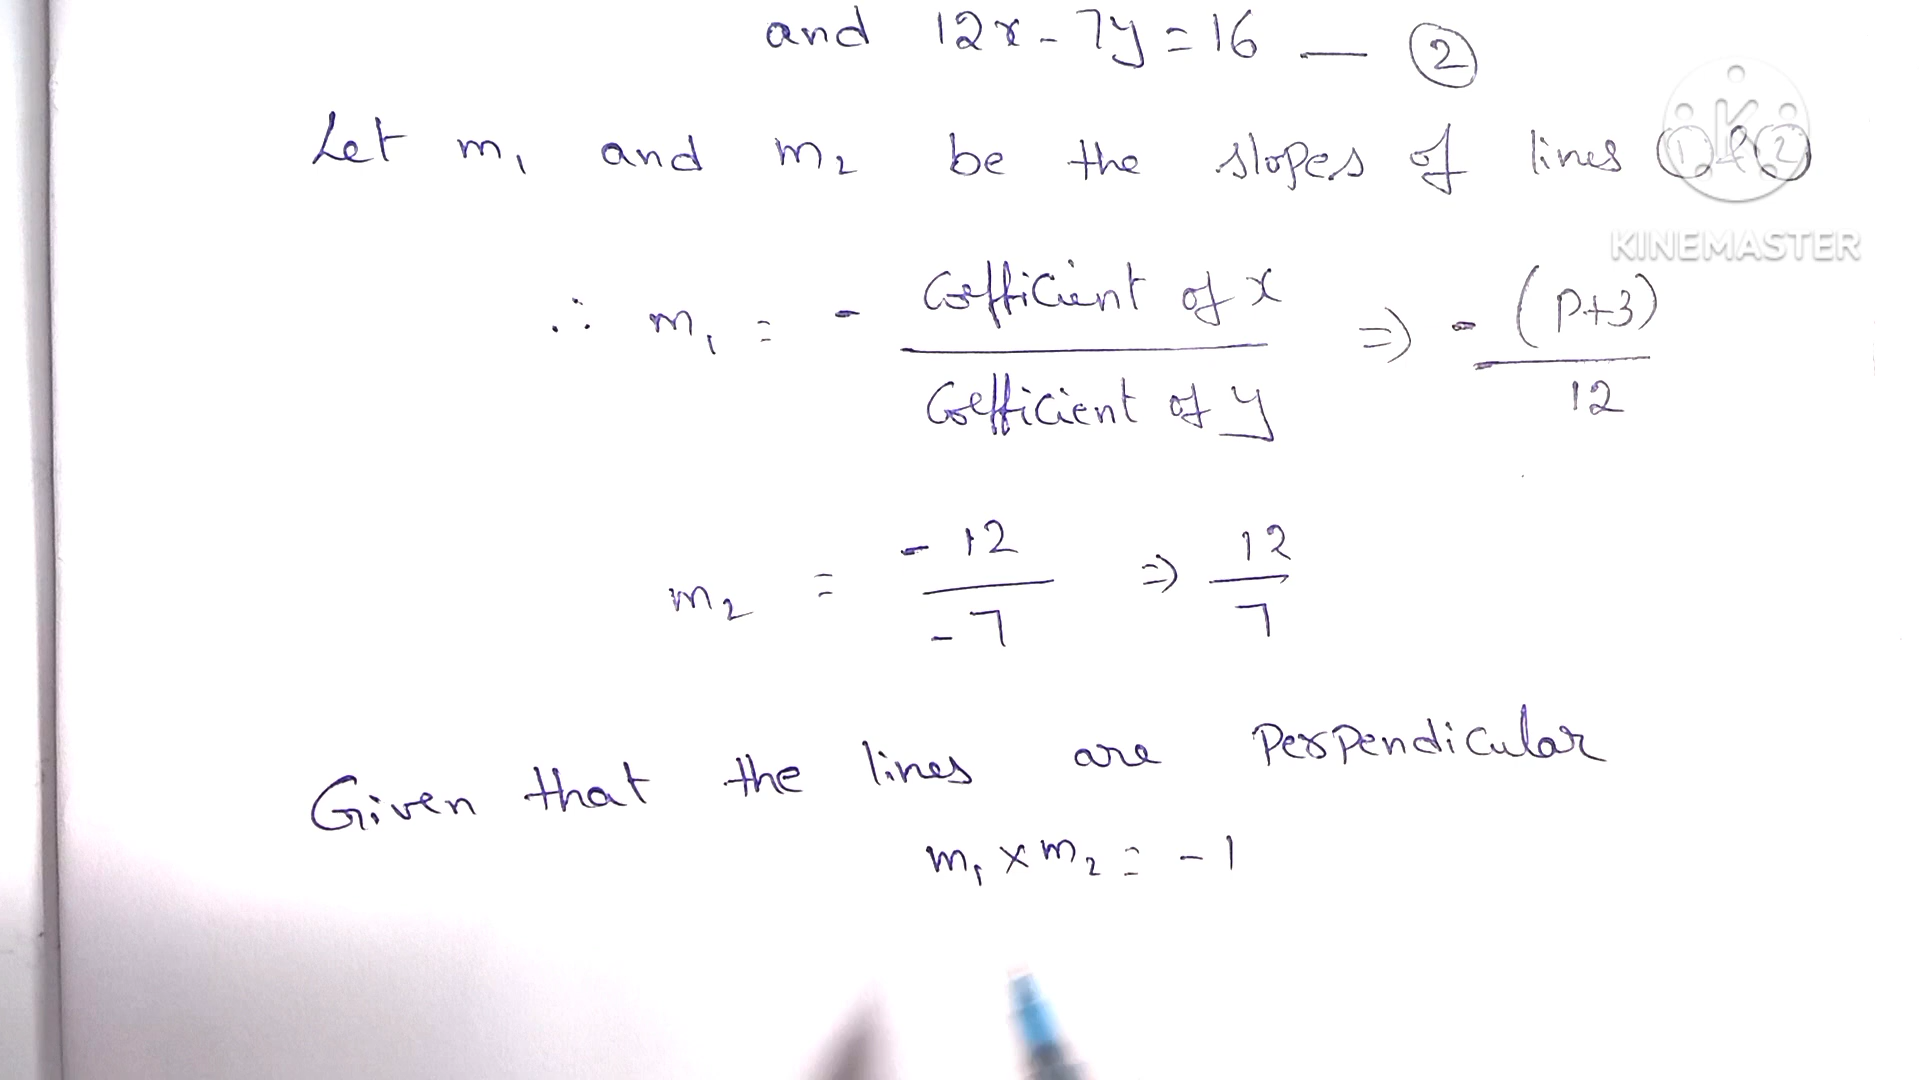 and 12x - 7y = 16 — ②
Let m₁ and m₂ be the slopes of lines ① & ②
KINEMASTER
∴ m₁ = - Coefficient of x / Coefficient of y ⇒ - (P+3) / 12
m₂ = - 12 / - 7 ⇒ 12 / 7
Given that the lines are Perpendicular
m₁ × m₂ = - 1